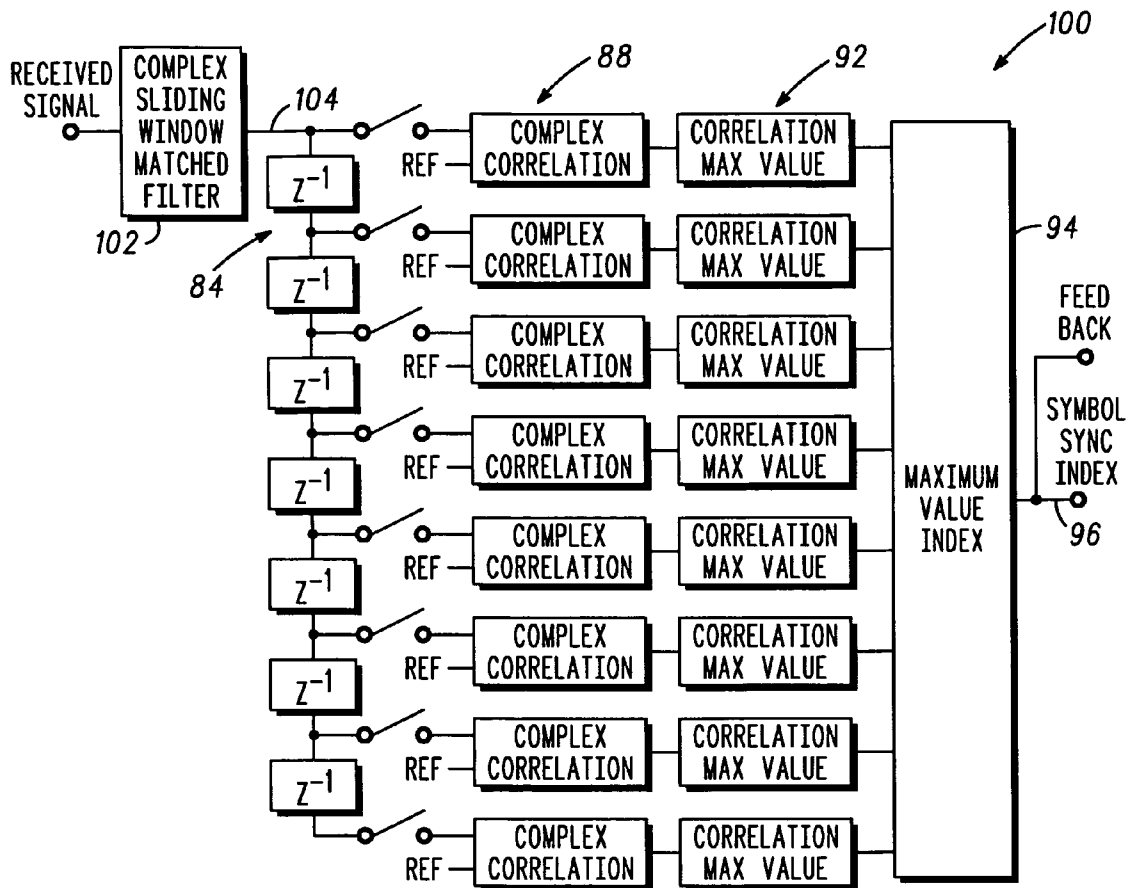 100
RECEIVED
SIGNAL
COMPLEX
SLIDING
WINDOW
MATCHED
FILTER
102
104
84
88
92
94
Z⁻¹
Z⁻¹
Z⁻¹
Z⁻¹
Z⁻¹
Z⁻¹
Z⁻¹
REF
COMPLEX
CORRELATION
CORRELATION
MAX VALUE
REF
COMPLEX
CORRELATION
CORRELATION
MAX VALUE
REF
COMPLEX
CORRELATION
CORRELATION
MAX VALUE
REF
COMPLEX
CORRELATION
CORRELATION
MAX VALUE
REF
COMPLEX
CORRELATION
CORRELATION
MAX VALUE
REF
COMPLEX
CORRELATION
CORRELATION
MAX VALUE
REF
COMPLEX
CORRELATION
CORRELATION
MAX VALUE
REF
COMPLEX
CORRELATION
CORRELATION
MAX VALUE
MAXIMUM
VALUE
INDEX
FEED
BACK
SYMBOL
SYNC
INDEX
96